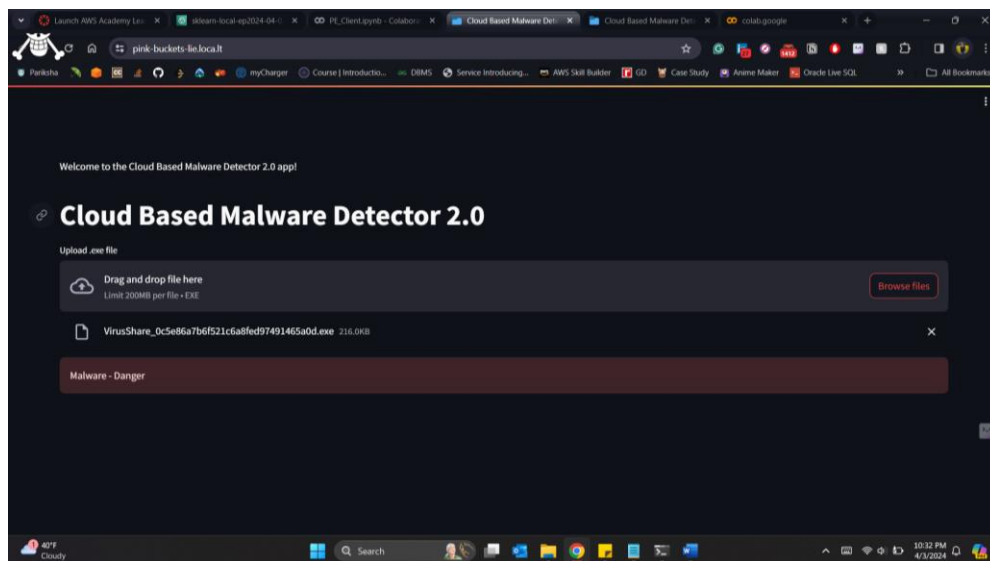 Launch AWS Academy Lea
sklearn-local-ep2024-04-0
PE_Client.ipynb - Colabora
Cloud Based Malware Dete
Cloud Based Malware Det
colab.google
pink-buckets-lie.loca.lt
Pariksha
myCharger
Course | Introductio...
DBMS
Service Introducing...
AWS Skill Builder
GD
Case Study
Anime Maker
Oracle Live SQL
All Bookmarks
Welcome to the Cloud Based Malware Detector 2.0 app!
Cloud Based Malware Detector 2.0
Upload .exe file
Drag and drop file here
Limit 200MB per file • EXE
Browse files
VirusShare_0c5e86a7b6f521c6a8fed97491465a0d.exe 216.0KB
Malware - Danger
40°F
Cloudy
Search
10:32 PM
4/3/2024